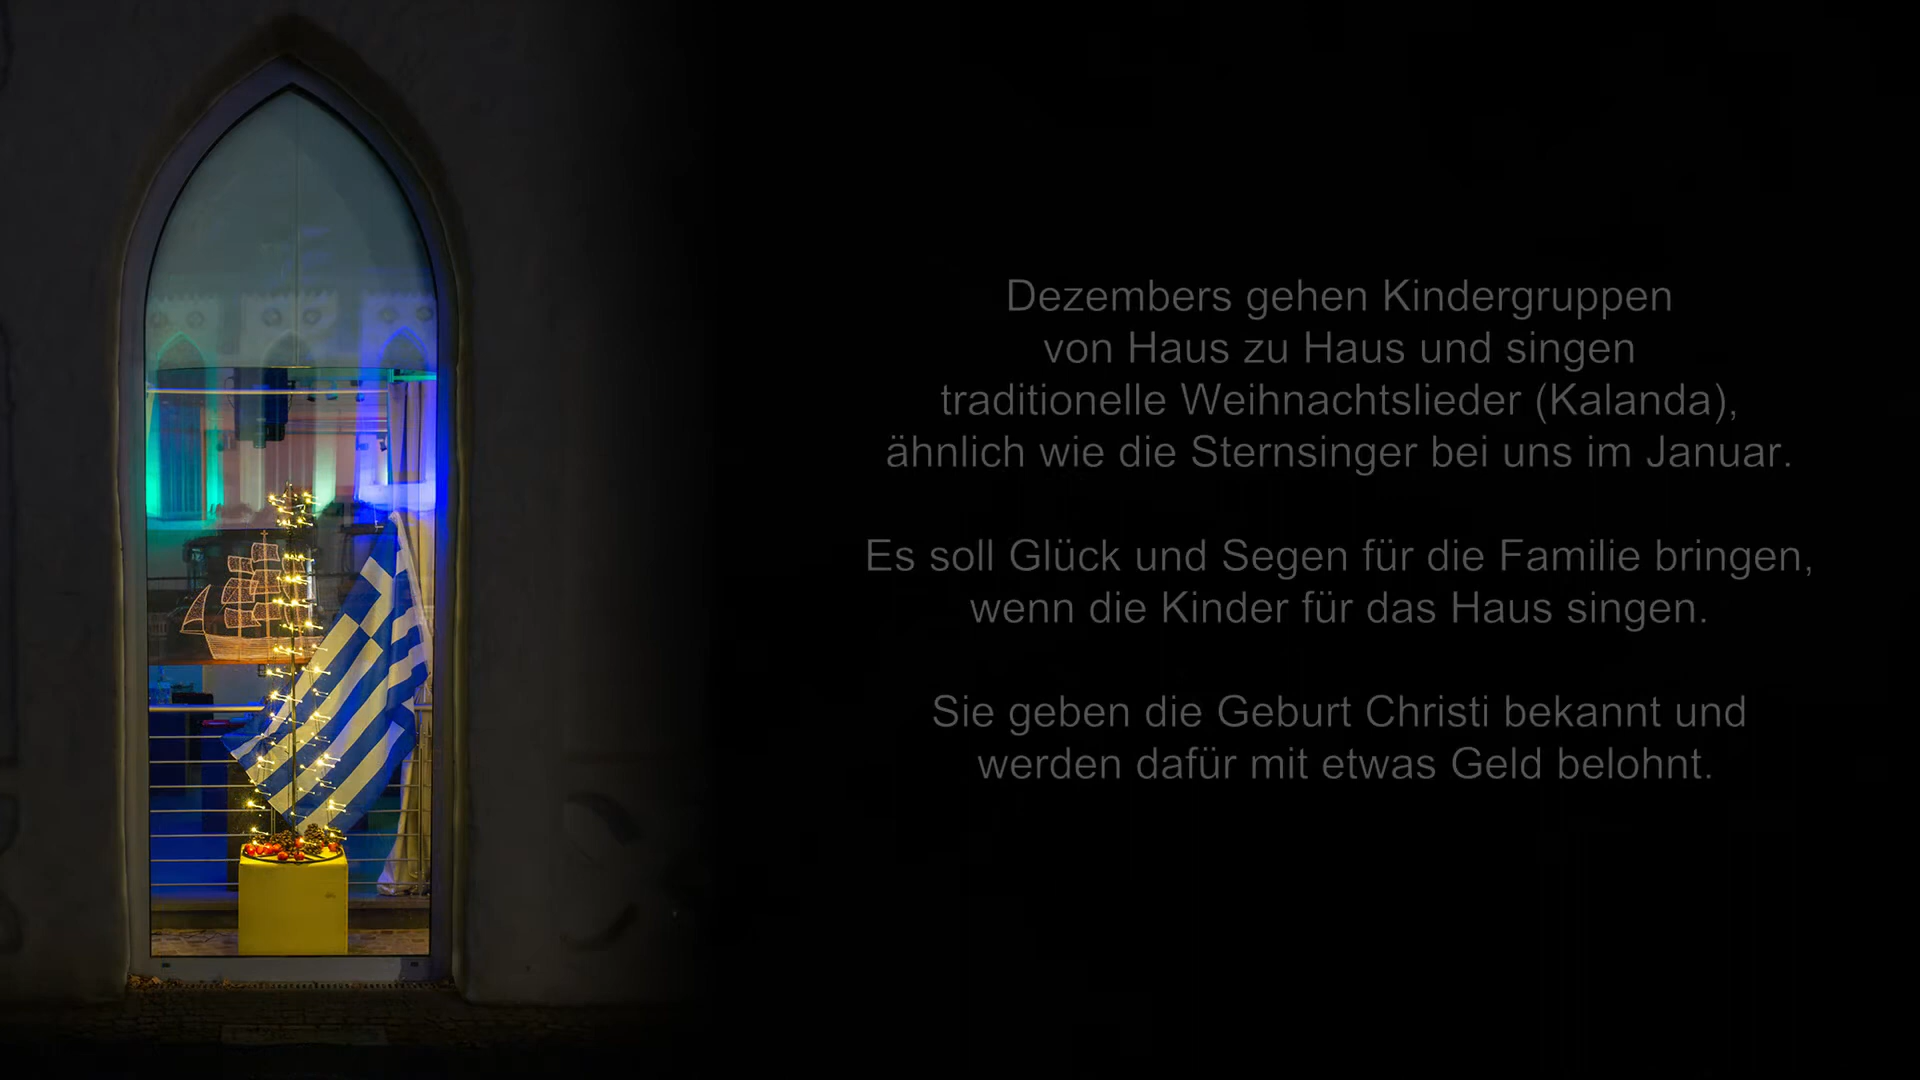 Dezembers gehen Kindergruppen
von Haus zu Haus und singen
traditionelle Weihnachtslieder (Kalanda),
ähnlich wie die Sternsinger bei uns im Januar.
Es soll Glück und Segen für die Familie bringen,
wenn die Kinder für das Haus singen.
Sie geben die Geburt Christi bekannt und
werden dafür mit etwas Geld belohnt.